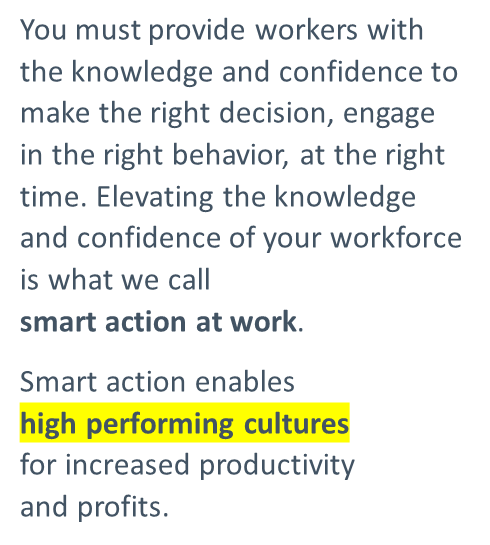 You must provide workers with
the knowledge and confidence to
make the right decision, engage
in the right behavior, at the right
time. Elevating the knowledge
and confidence of your workforce
is what we call
smart action at work.
Smart action enables
high performing cultures
for increased productivity
and profits.